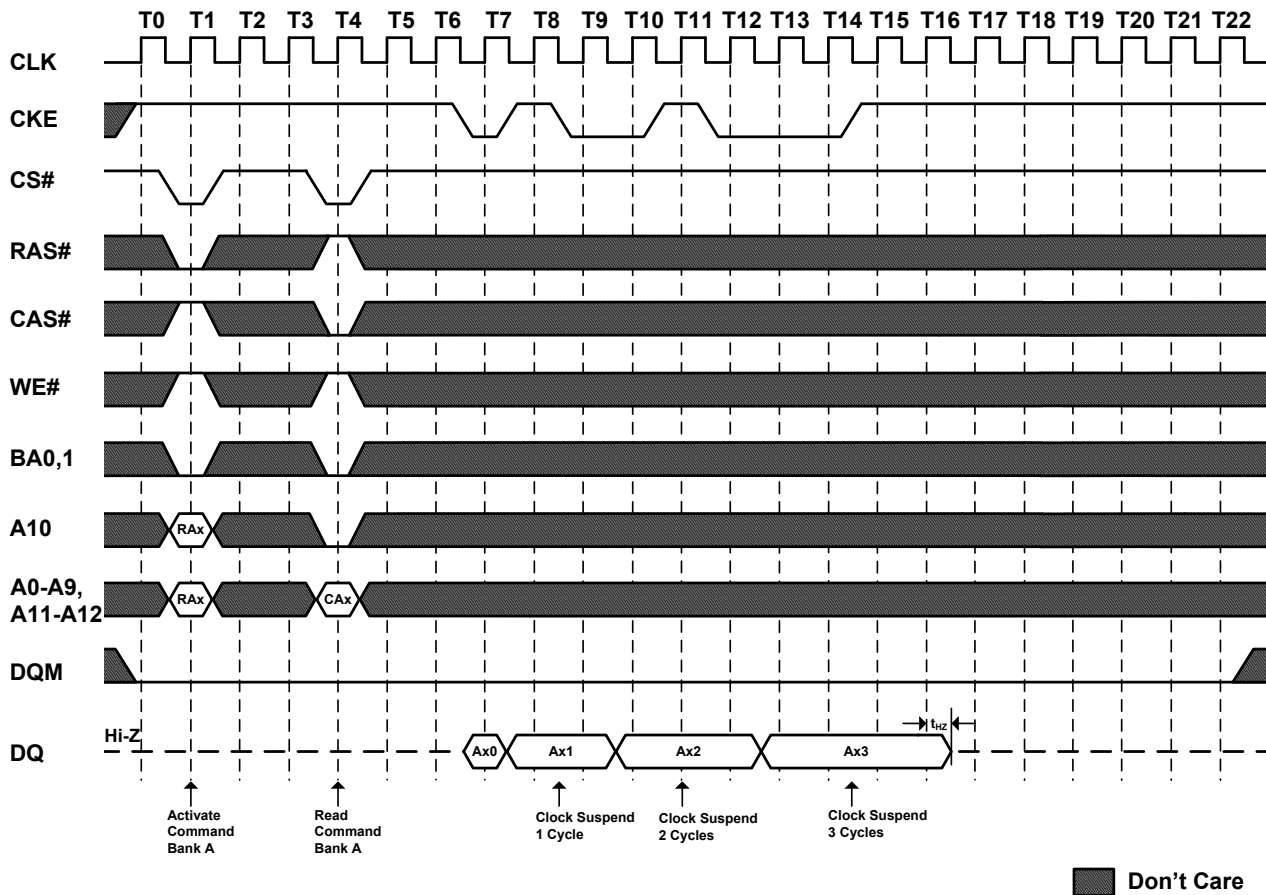 T0 T1 T2 T3 T4 T5 T6 T7 T8 T9 T10 T11 T12 T13 T14 T15 T16 T17 T18 T19 T20 T21 T22
CLK
CKE
CS#
RAS#
CAS#
WE#
BA0,1
A10
RAx
A0-A9,
A11-A12
RAx
CAx
DQM
tHZ
Hi-Z
DQ
Ax0
Ax1
Ax2
Ax3
Activate
Command
Bank A
Read
Command
Bank A
Clock Suspend
1 Cycle
Clock Suspend
2 Cycles
Clock Suspend
3 Cycles
Don't Care